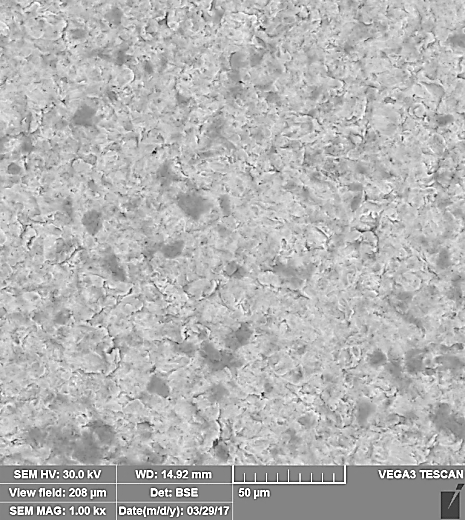 SEM HV: 30.0 kV WD: 14.92 mm VEGA3 TESCAN
View field: 208 µm Det: BSE 50 µm
SEM MAG: 1.00 kx Date(m/d/y): 03/29/17